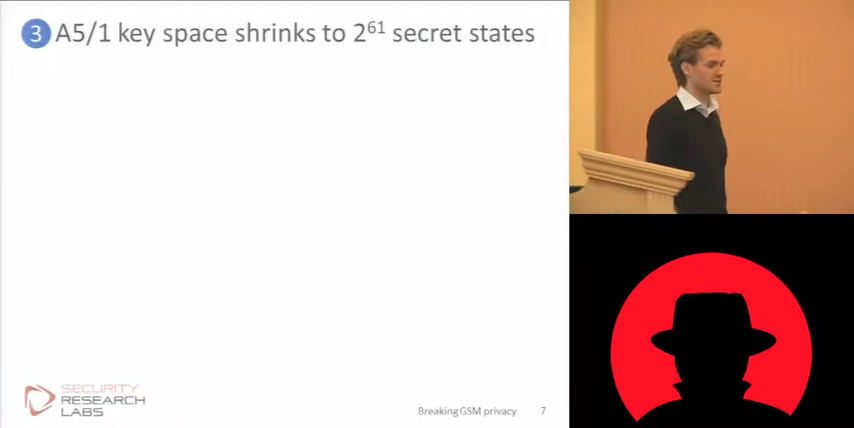 3 A5/1 key space shrinks to 2⁶¹ secret states
SECURITY
RESEARCH
LABS
Breaking GSM privacy 7